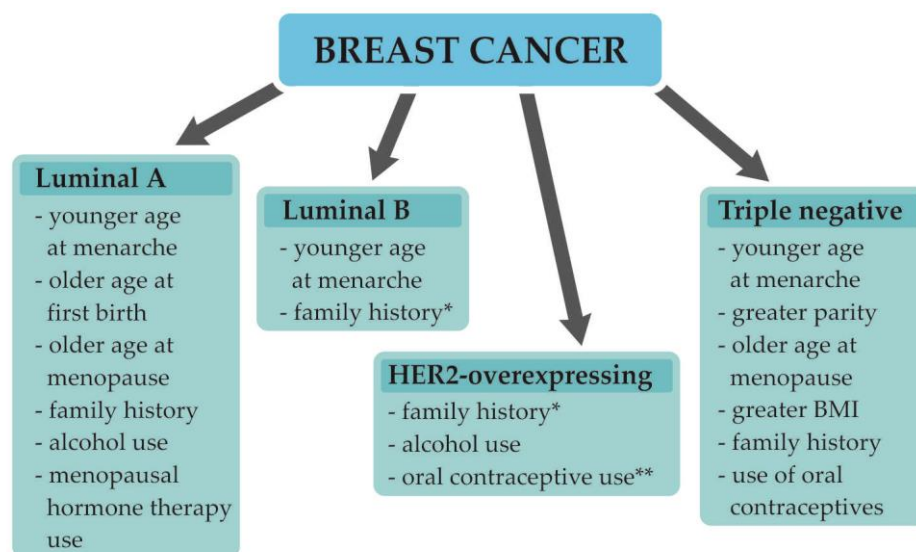 BREAST CANCER
Luminal A
- younger age
at menarche
- older age at
first birth
- older age at
menopause
- family history
- alcohol use
- menopausal
hormone therapy
use
Luminal B
- younger age
at menarche
- family history*
HER2-overexpressing
- family history*
- alcohol use
- oral contraceptive use**
Triple negative
- younger age
at menarche
- greater parity
- older age at
menopause
- greater BMI
- family history
- use of oral
contraceptives